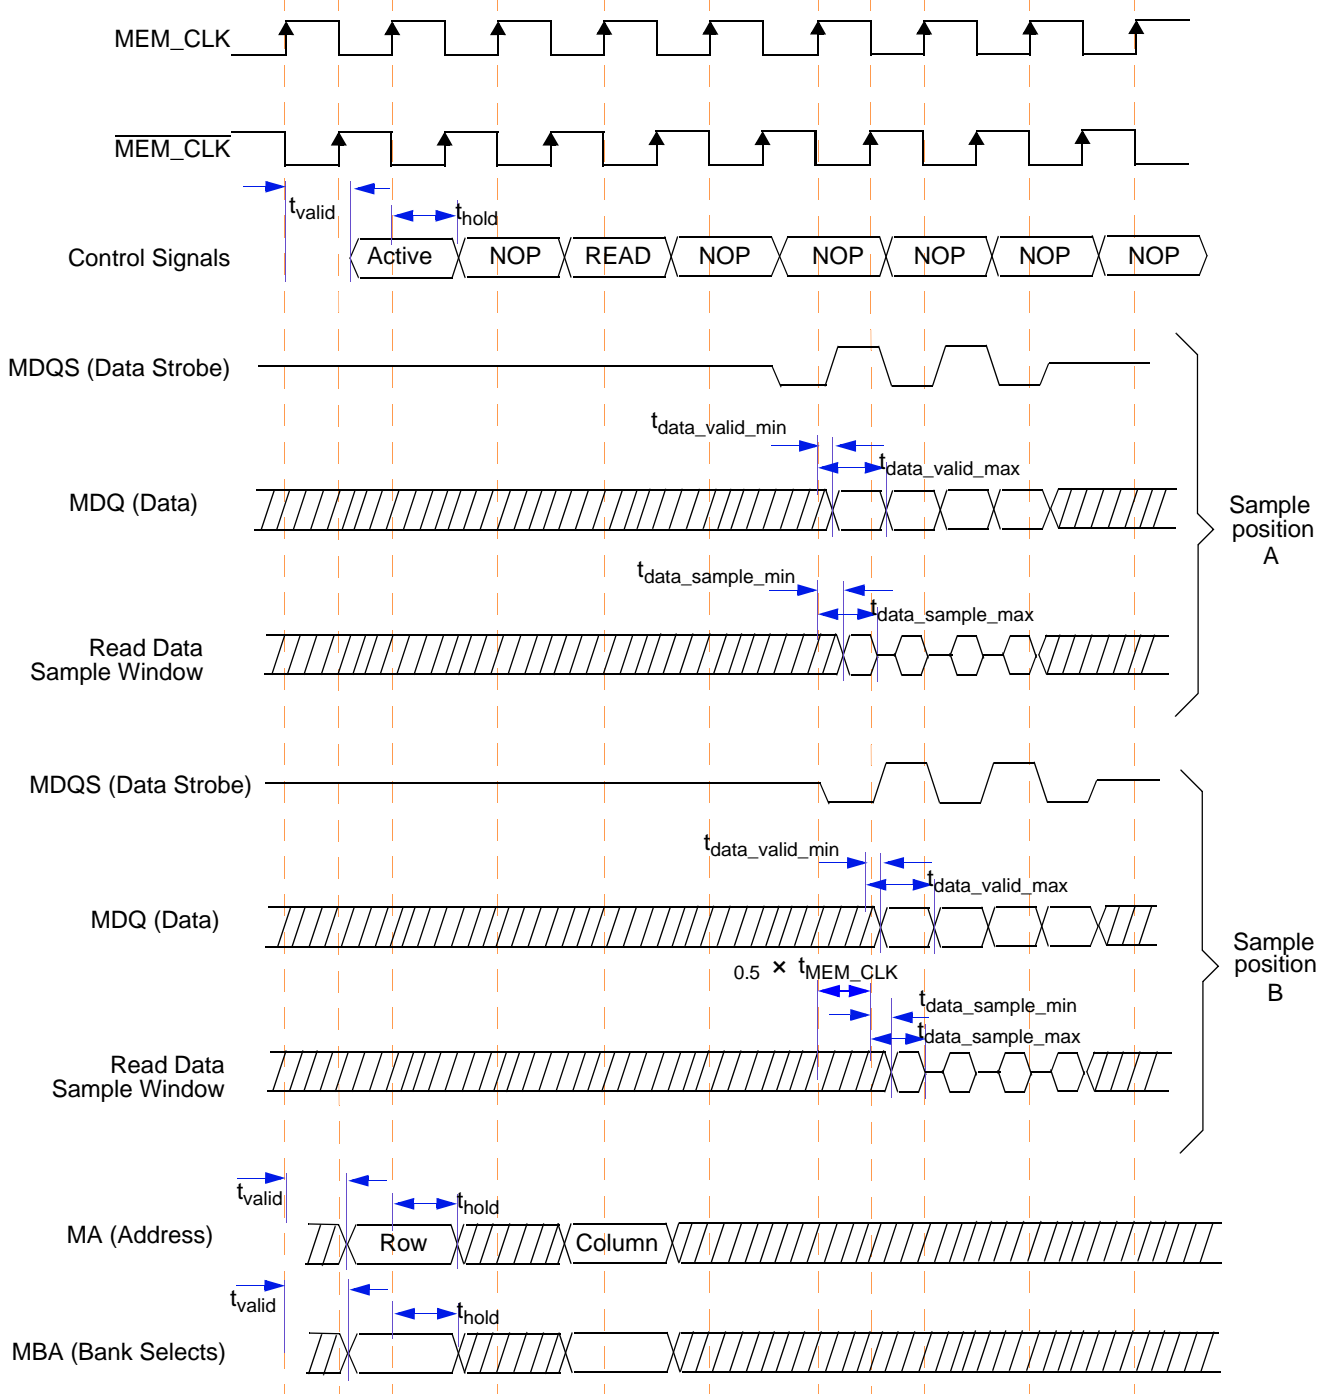 MEM_CLK
MEM_CLK
tvalid
thold
Control Signals
Active NOP READ NOP NOP NOP NOP NOP
MDQS (Data Strobe)
tdata_valid_min
tdata_valid_max
MDQ (Data)
Sample
position
A
tdata_sample_min
tdata_sample_max
Read Data
Sample Window
MDQS (Data Strobe)
tdata_valid_min
tdata_valid_max
MDQ (Data)
Sample
position
B
0.5 × tMEM_CLK
tdata_sample_min
tdata_sample_max
Read Data
Sample Window
tvalid
thold
MA (Address)
Row Column
tvalid
thold
MBA (Bank Selects)